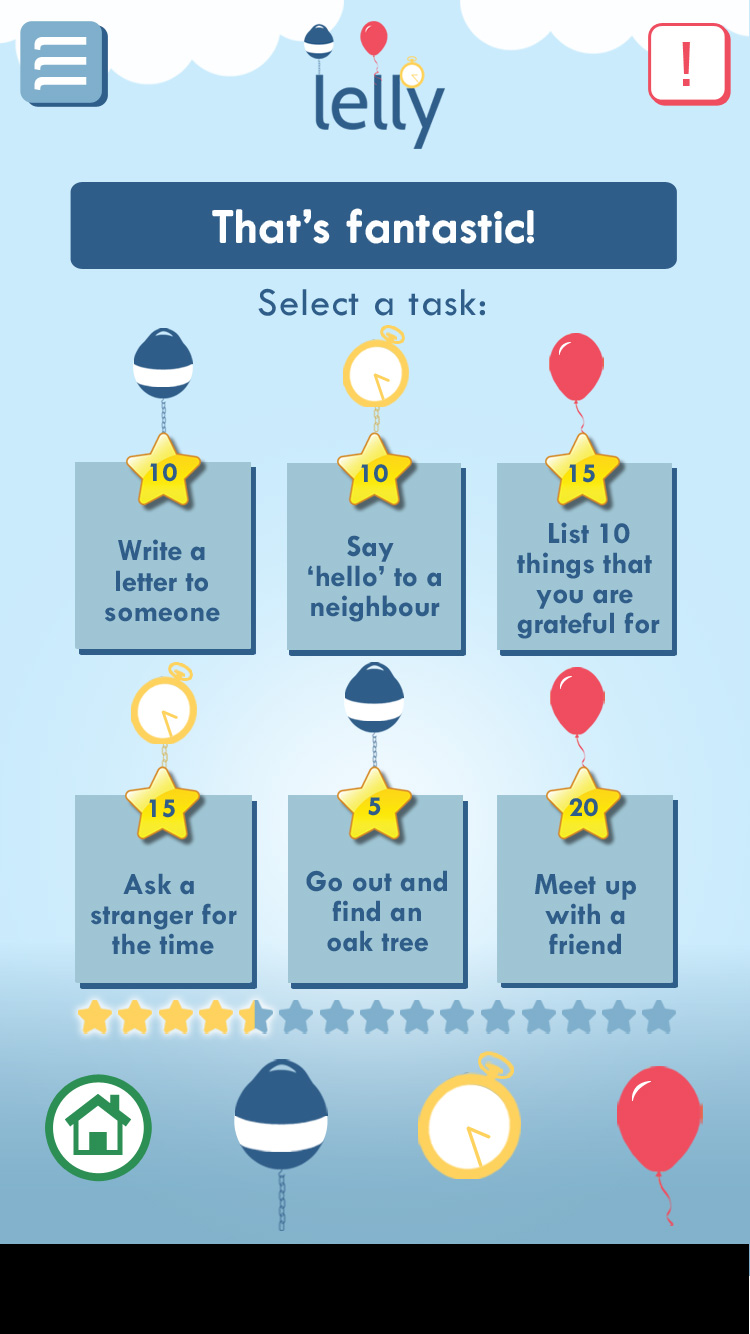 lelly
!
That's fantastic!
Select a task:
10
Write a
letter to
someone
10
Say
‘hello’ to a
neighbour
15
List 10
things that
you are
grateful for
15
Ask a
stranger for
the time
5
Go out and
find an
oak tree
20
Meet up
with a
friend